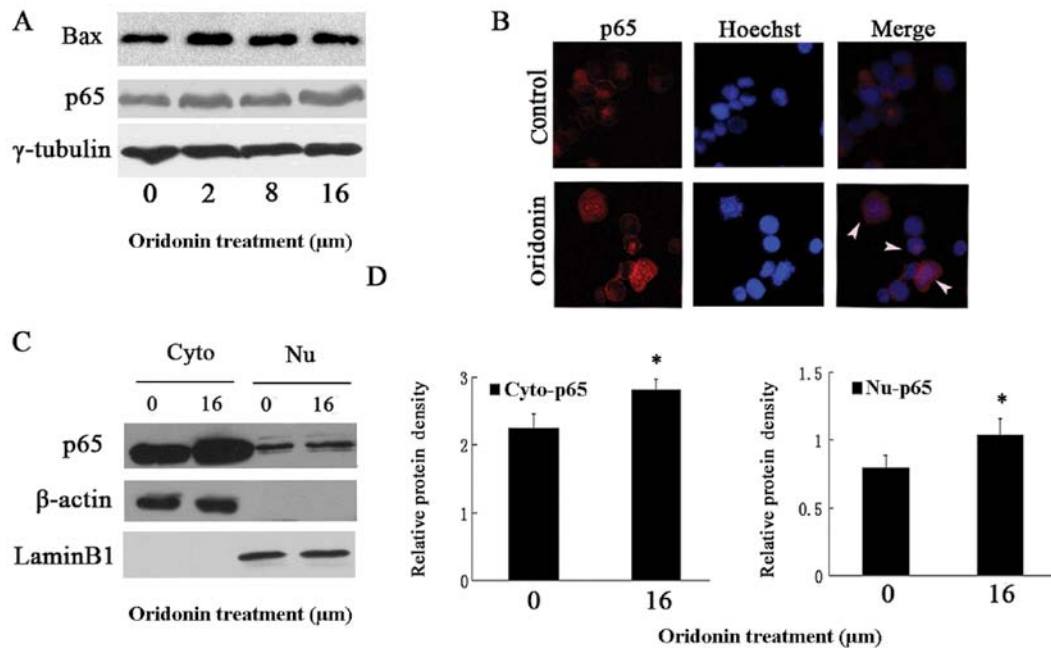 A
Bax
p65
γ-tubulin
0 2 8 16
Oridonin treatment (μm)
B
p65 Hoechst Merge
Control
Oridonin
C
Cyto Nu
0 16 0 16
p65
β-actin
LaminB1
Oridonin treatment (μm)
D
Relative protein density
3
2
1
0
Cyto-p65
*
0 16
Relative protein density
1.5
1
0.5
0
Nu-p65
*
0 16
Oridonin treatment (μm)